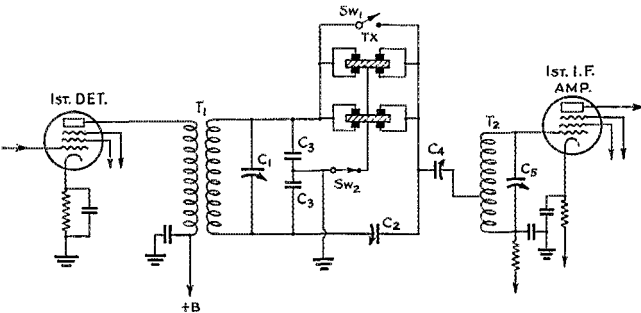 SW1
TX
1ST. DET.
T1
C3
C1
C3
SW2
C2
C4
1ST. I.F.
AMP.
T2
C5
+B